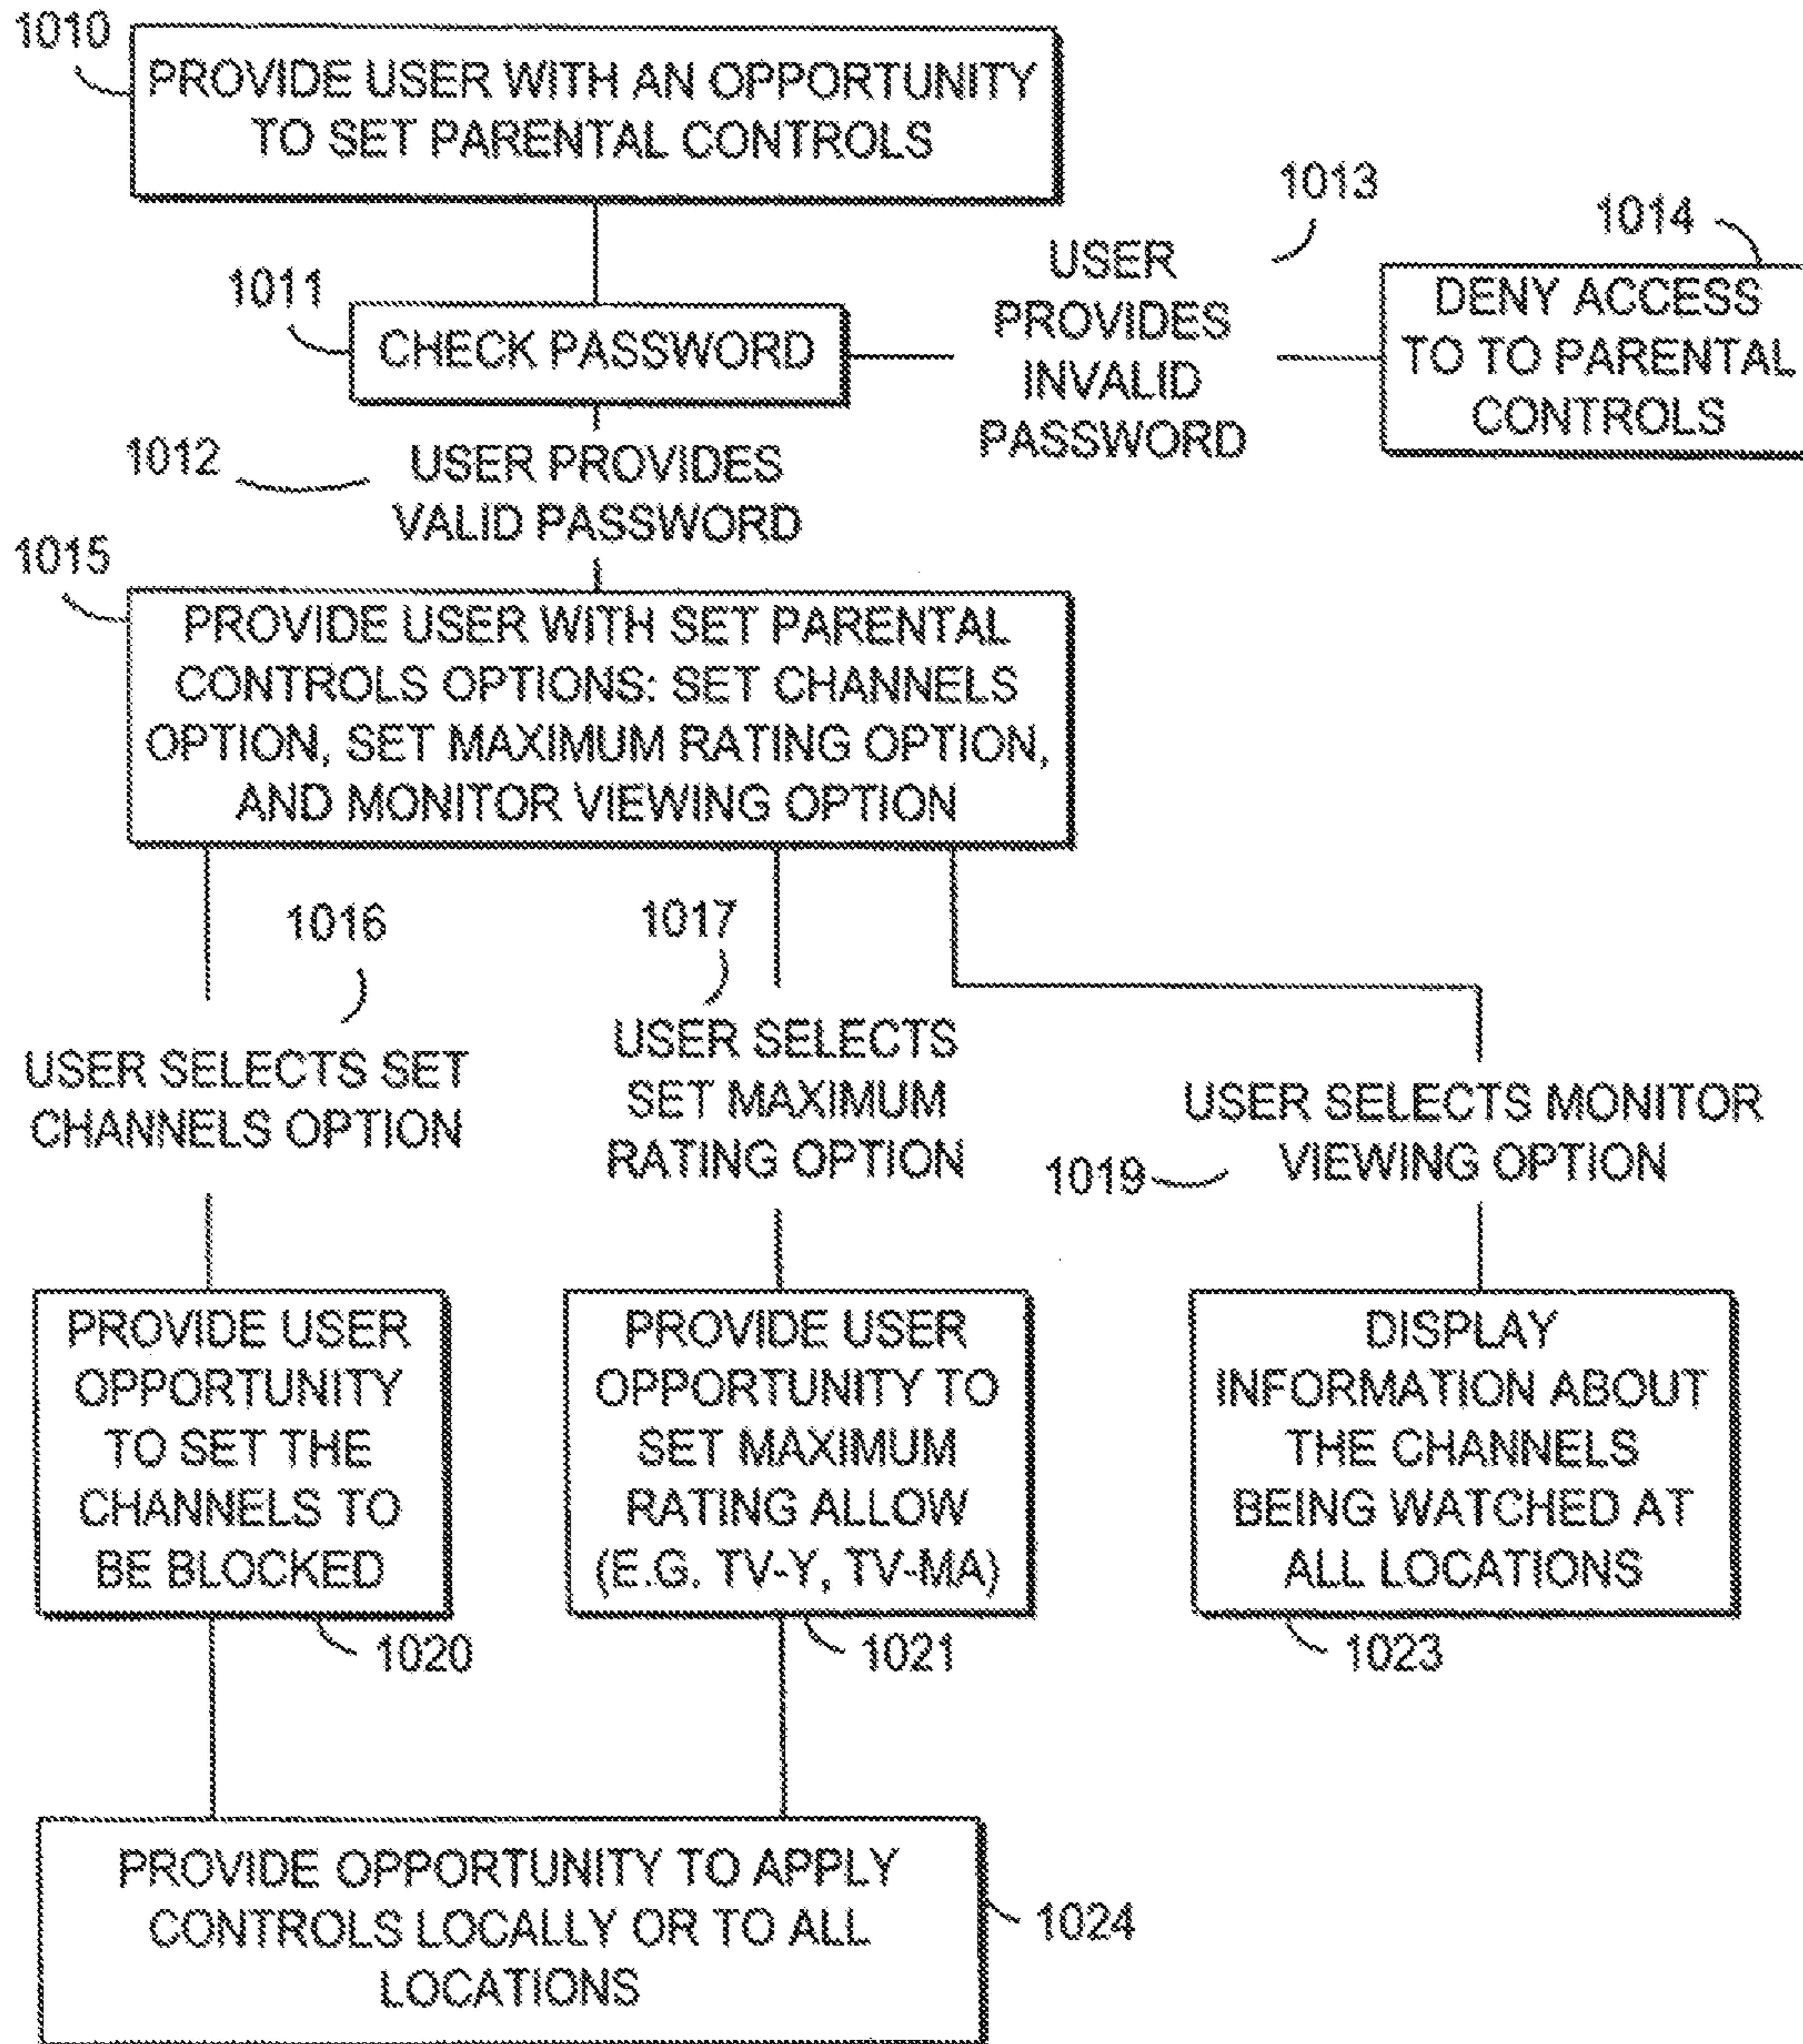 1010
PROVIDE USER WITH AN OPPORTUNITY
TO SET PARENTAL CONTROLS
1011
CHECK PASSWORD
1013
USER
PROVIDES
INVALID
PASSWORD
1014
DENY ACCESS
TO TO PARENTAL
CONTROLS
1012
USER PROVIDES
VALID PASSWORD
1015
PROVIDE USER WITH SET PARENTAL
CONTROLS OPTIONS: SET CHANNELS
OPTION, SET MAXIMUM RATING OPTION,
AND MONITOR VIEWING OPTION
1016
USER SELECTS SET
CHANNELS OPTION
1017
USER SELECTS
SET MAXIMUM
RATING OPTION
USER SELECTS MONITOR
VIEWING OPTION
1019
PROVIDE USER
OPPORTUNITY
TO SET THE
CHANNELS TO
BE BLOCKED
1020
PROVIDE USER
OPPORTUNITY TO
SET MAXIMUM
RATING ALLOW
(E.G. TV-Y, TV-MA)
1021
DISPLAY
INFORMATION ABOUT
THE CHANNELS
BEING WATCHED AT
ALL LOCATIONS
1023
PROVIDE OPPORTUNITY TO APPLY
CONTROLS LOCALLY OR TO ALL
LOCATIONS
1024